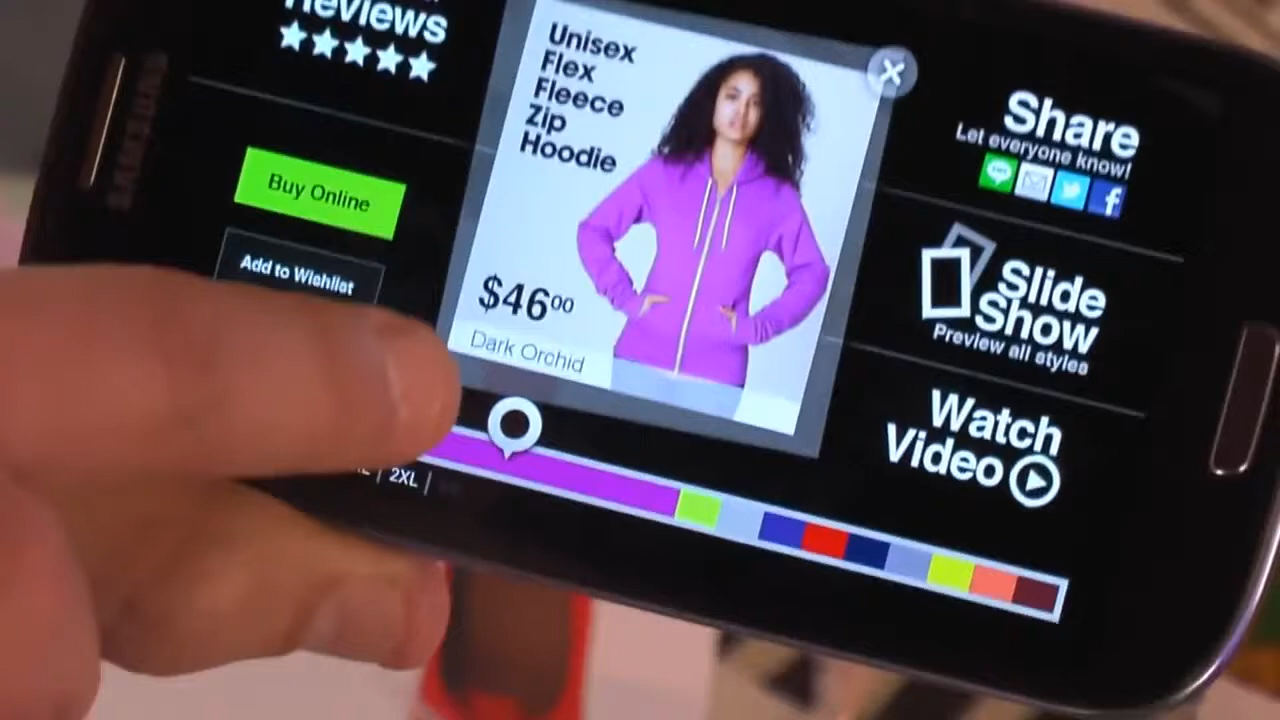 Reviews
Buy Online
Add to Wishlist
2XL
Unisex
Flex
Fleece
Zip
Hoodie
$46 00
Dark Orchid
Share
Let everyone know!
Slide
Show
Preview all styles
Watch
Video
SAMSUNG